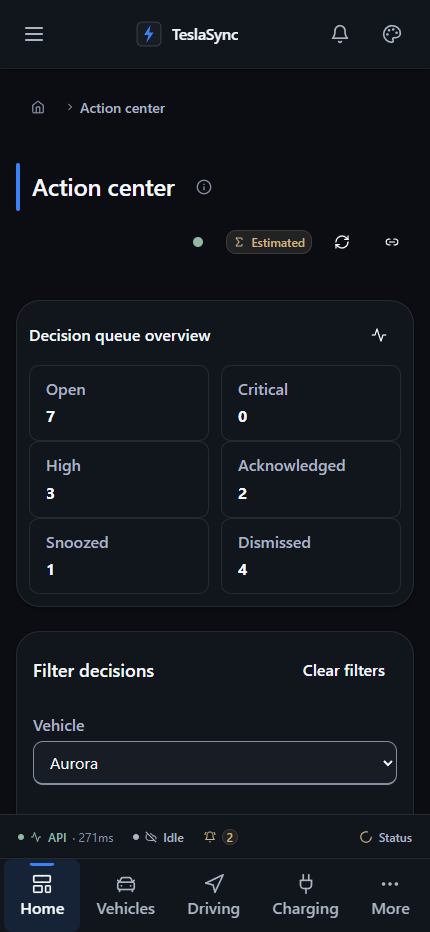 TeslaSync
Action center
Action center
Σ Estimated
Decision queue overview
Open
7
Critical
0
High
3
Acknowledged
2
Snoozed
1
Dismissed
4
Filter decisions
Clear filters
Vehicle
Aurora
API · 271ms
Idle
2
Status
Home
Vehicles
Driving
Charging
More